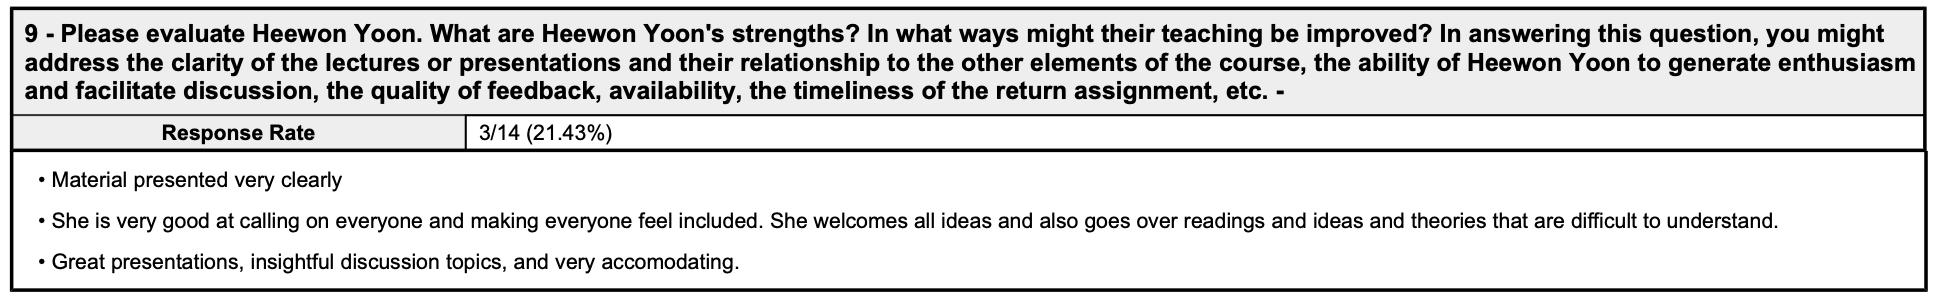 9 - Please evaluate Heewon Yoon. What are Heewon Yoon's strengths? In what ways might their teaching be improved? In answering this question, you might
address the clarity of the lectures or presentations and their relationship to the other elements of the course, the ability of Heewon Yoon to generate enthusiasm
and facilitate discussion, the quality of feedback, availability, the timeliness of the return assignment, etc. -
Response Rate 3/14 (21.43%)
• Material presented very clearly
• She is very good at calling on everyone and making everyone feel included. She welcomes all ideas and also goes over readings and ideas and theories that are difficult to understand.
• Great presentations, insightful discussion topics, and very accomodating.